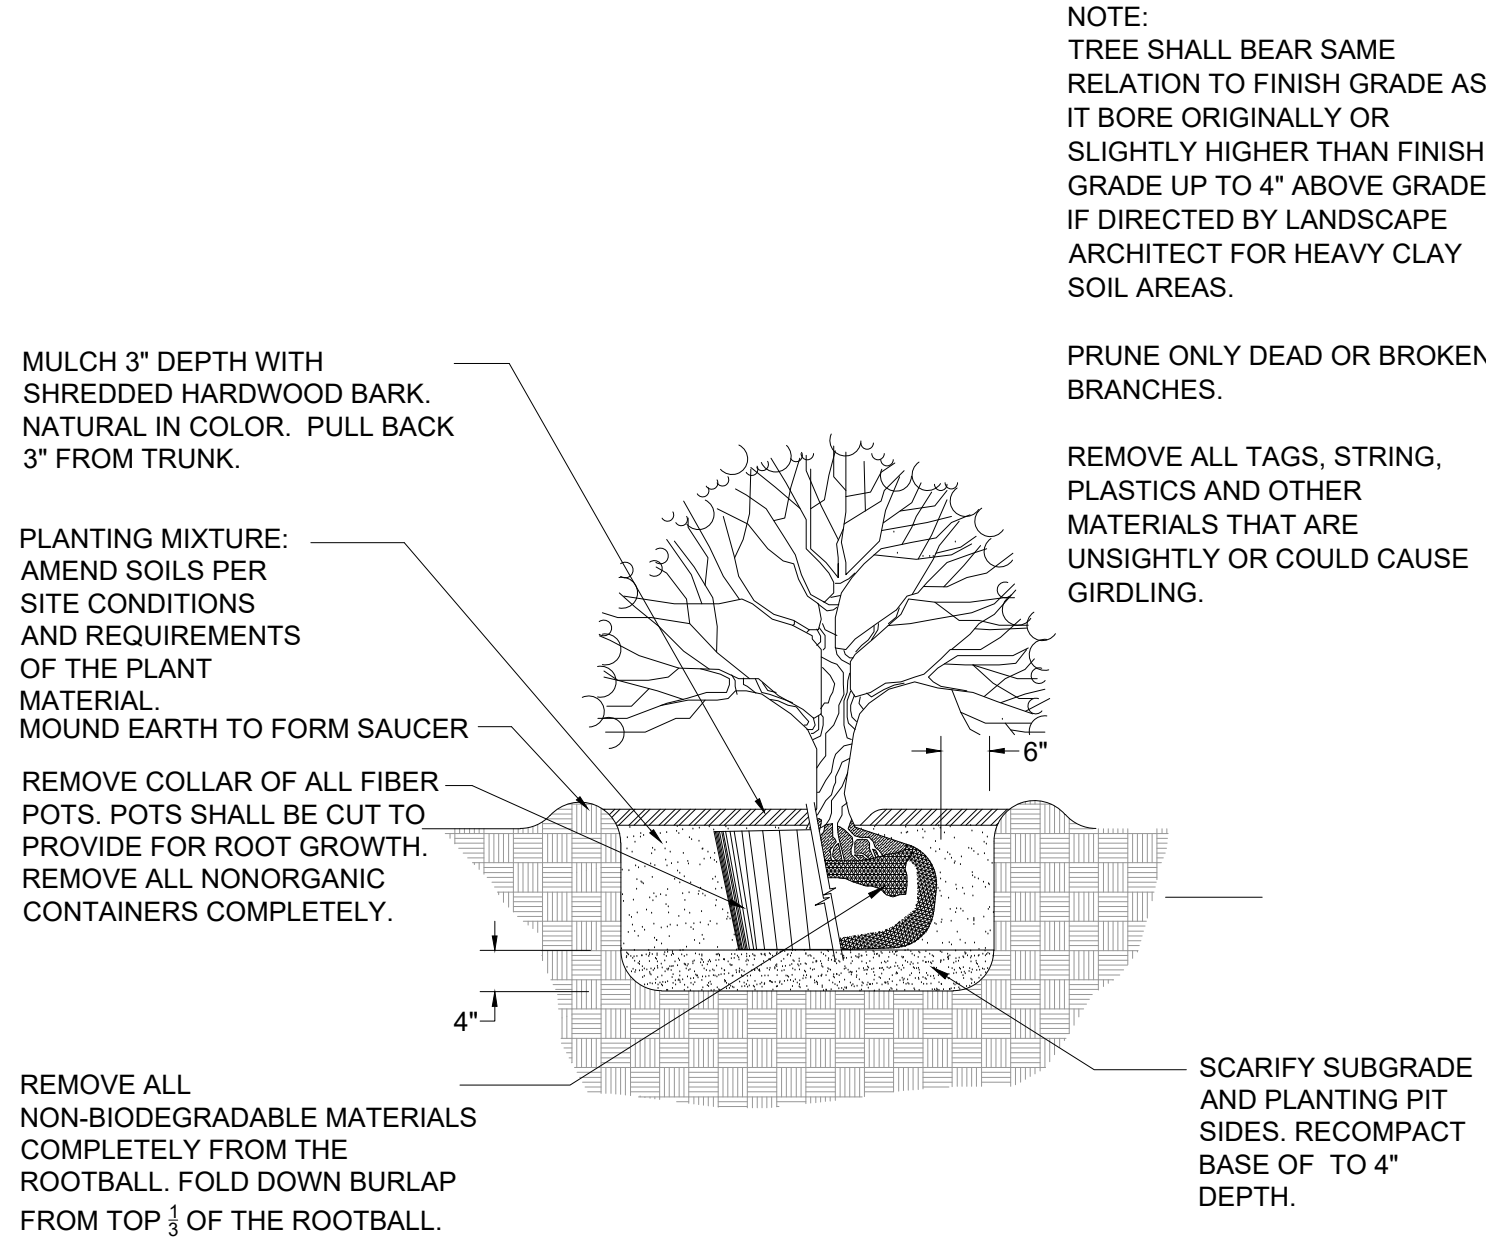 NOTE:
TREE SHALL BEAR SAME
RELATION TO FINISH GRADE AS
IT BORE ORIGINALLY OR
SLIGHTLY HIGHER THAN FINISH
GRADE UP TO 4" ABOVE GRADE
IF DIRECTED BY LANDSCAPE
ARCHITECT FOR HEAVY CLAY
SOIL AREAS.
PRUNE ONLY DEAD OR BROKEN
BRANCHES.
REMOVE ALL TAGS, STRING,
PLASTICS AND OTHER
MATERIALS THAT ARE
UNSIGHTLY OR COULD CAUSE
GIRDLING.
MULCH 3" DEPTH WITH
SHREDDED HARDWOOD BARK.
NATURAL IN COLOR. PULL BACK
3" FROM TRUNK.
PLANTING MIXTURE:
AMEND SOILS PER
SITE CONDITIONS
AND REQUIREMENTS
OF THE PLANT
MATERIAL.
MOUND EARTH TO FORM SAUCER
REMOVE COLLAR OF ALL FIBER
POTS. POTS SHALL BE CUT TO
PROVIDE FOR ROOT GROWTH.
REMOVE ALL NONORGANIC
CONTAINERS COMPLETELY.
6"
4"
REMOVE ALL
NON-BIODEGRADABLE MATERIALS
COMPLETELY FROM THE
ROOTBALL. FOLD DOWN BURLAP
FROM TOP 1/3 OF THE ROOTBALL.
SCARIFY SUBGRADE
AND PLANTING PIT
SIDES. RECOMPACT
BASE OF TO 4"
DEPTH.